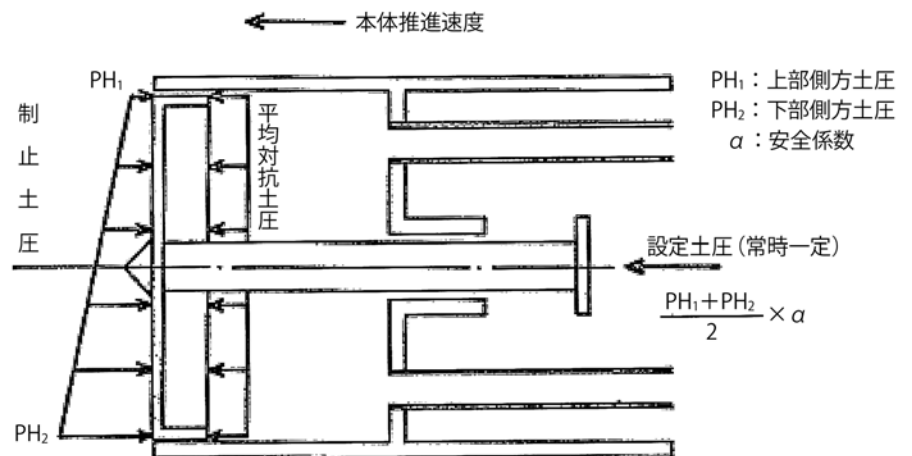 本体推進速度
PH₁
制止土圧
平均対抗土圧
PH₂
PH₁：上部側方土圧
PH₂：下部側方土圧
α：安全係数
設定土圧（常時一定）
PH₁+PH₂
2
×α